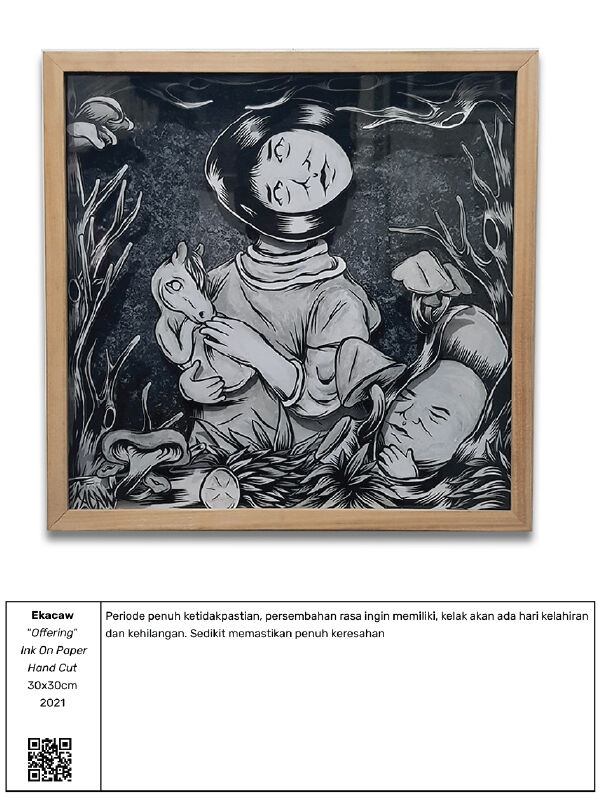 Ekacaw
"Offering"
Ink On Paper
Hand Cut
30x30cm
2021
Periode penuh ketidakpastian, persembahan rasa ingin memiliki, kelak akan ada hari kelahiran
dan kehilangan. Sedikit memastikan penuh keresahan